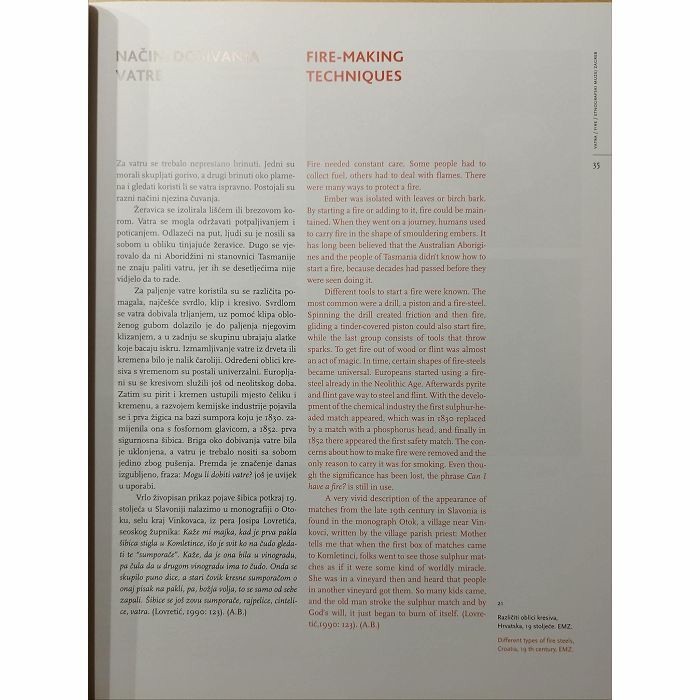 NAČINI DOBIVANJA
VATRE
Za vatru se trebalo neprestano brinuti. Jedni su
morali skupljati gorivo, a drugi brinuti oko plame-
na i gledati koristi li se vatra ispravno. Postojali su
razni načini njezina čuvanja.
Žeravica se izolirala lišćem ili brezovom ko-
rom. Vatra se mogla održavati potpaljivanjem i
poticanjem. Odlazeći na put, ljudi su je nosili sa
sobom u obliku tinjajuće žeravice. Dugo se vje-
rovalo da ni Aboridžini ni stanovnici Tasmanije
ne znaju paliti vatru, jer ih se desetljećima nije
vidjelo da to rade.
Za paljenje vatre koristila su se različita po-
magala, najčešće svrdlo, klip i kresivo. Svrdlom
se vatra dobivala trljanjem, uz pomoć klipa oblo-
ženog gubom dolazilo je do paljenja njegovim
klizanjem, a u zadnju se skupinu ubrajaju alatke
koje bacaju iskru. Izmamljivanje vatre iz drveta ili
kremena bilo je nalik čaroliji. Određeni oblici kre-
siva s vremenom su postali univerzalni. Europlja-
ni su se kresivom služili još od neolitskog doba.
Zatim su pirit i kremen ustupili mjesto čeliku i
kremenu, a razvojem kemijske industrije pojavila
se i prva žigica na bazi sumpora koju je 1830. za-
mijenila ona s fosfornom glavicom, a 1852. prva
sigurnosna šibica. Briga oko dobivanja vatre bila
je uklonjena, a vatru je trebalo nositi sa sobom
jedino zbog pušenja. Premda je značenje danas
izgubljeno, fraza: Mogu li dobiti vatre? još je uvijek
u uporabi.
Vrlo živopisan prikaz pojave šibica potkraj 19.
stoljeća u Slavoniji nalazimo u monografiji o Oto-
ku, selu kraj Vinkovaca, iz pera Josipa Lovretića,
seoskog župnika: Kaže mi majka, kad je prva pakla
šibica stigla u Komletince, išo je svit ko na čudo gleda-
ti te “sumporače”. Kaže, da je ona bila u vinogradu,
pa čula da u drugom vinogradu ima to čudo. Onda se
skupilo puno dice, a stari čovik kresne sumporačom o
onaj pisak na pakli, pa, božja volja, to se samo od sebe
zapali. Šibice se još zovu sumporače, rajpelice, cinteli-
ce, vatra. (Lovretić, 1990: 123). (A.B.)
FIRE-MAKING
TECHNIQUES
Fire needed constant care. Some people had to
collect fuel, others had to deal with flames. There
were many ways to protect a fire.
Ember was isolated with leaves or birch bark.
By starting a fire or adding to it, fire could be main-
tained. When they went on a journey, humans used
to carry fire in the shape of smouldering embers. It
has long been believed that the Australian Aborigi-
nes and the people of Tasmania didn't know how to
start a fire, because decades had passed before they
were seen doing it.
Different tools to start a fire were known. The
most common were a drill, a piston and a fire-steel.
Spinning the drill created friction and then fire,
gliding a tinder-covered piston could also start fire,
while the last group consists of tools that throw
sparks. To get fire out of wood or flint was almost
an act of magic. In time, certain shapes of fire-steels
became universal. Europeans started using a fire-
steel already in the Neolithic Age. Afterwards pyrite
and flint gave way to steel and flint. With the develo-
pment of the chemical industry the first sulphur-he-
aded match appeared, which was in 1830 replaced
by a match with a phosphorus head, and finally in
1852 there appeared the first safety match. The con-
cerns about how to make fire were removed and the
only reason to carry it was for smoking. Even thou-
gh the significance has been lost, the phrase Can I
have a fire? is still in use.
A very vivid description of the appearance of
matches from the late 19th century in Slavonia is
found in the monograph Otok, a village near Vin-
kovci, written by the village parish priest: Mother
tells me that when the first box of matches came
to Komletinci, folks went to see those sulphur mat-
ches as if it were some kind of worldly miracle.
She was in a vineyard then and heard that people
in another vineyard got them. So many kids came,
and the old man stroke the sulphur match and by
God's will, it just began to burn of itself. (Lovre-
tić,1990: 123). (A.B.)
VATRA / FIRE / ETNOGRAFSKI MUZEJ ZAGREB
35
21
Različiti oblici kresiva,
Hrvatska, 19 stoljeće. EMZ.
Different types of fire steels,
Croatia, 19 th century, EMZ.